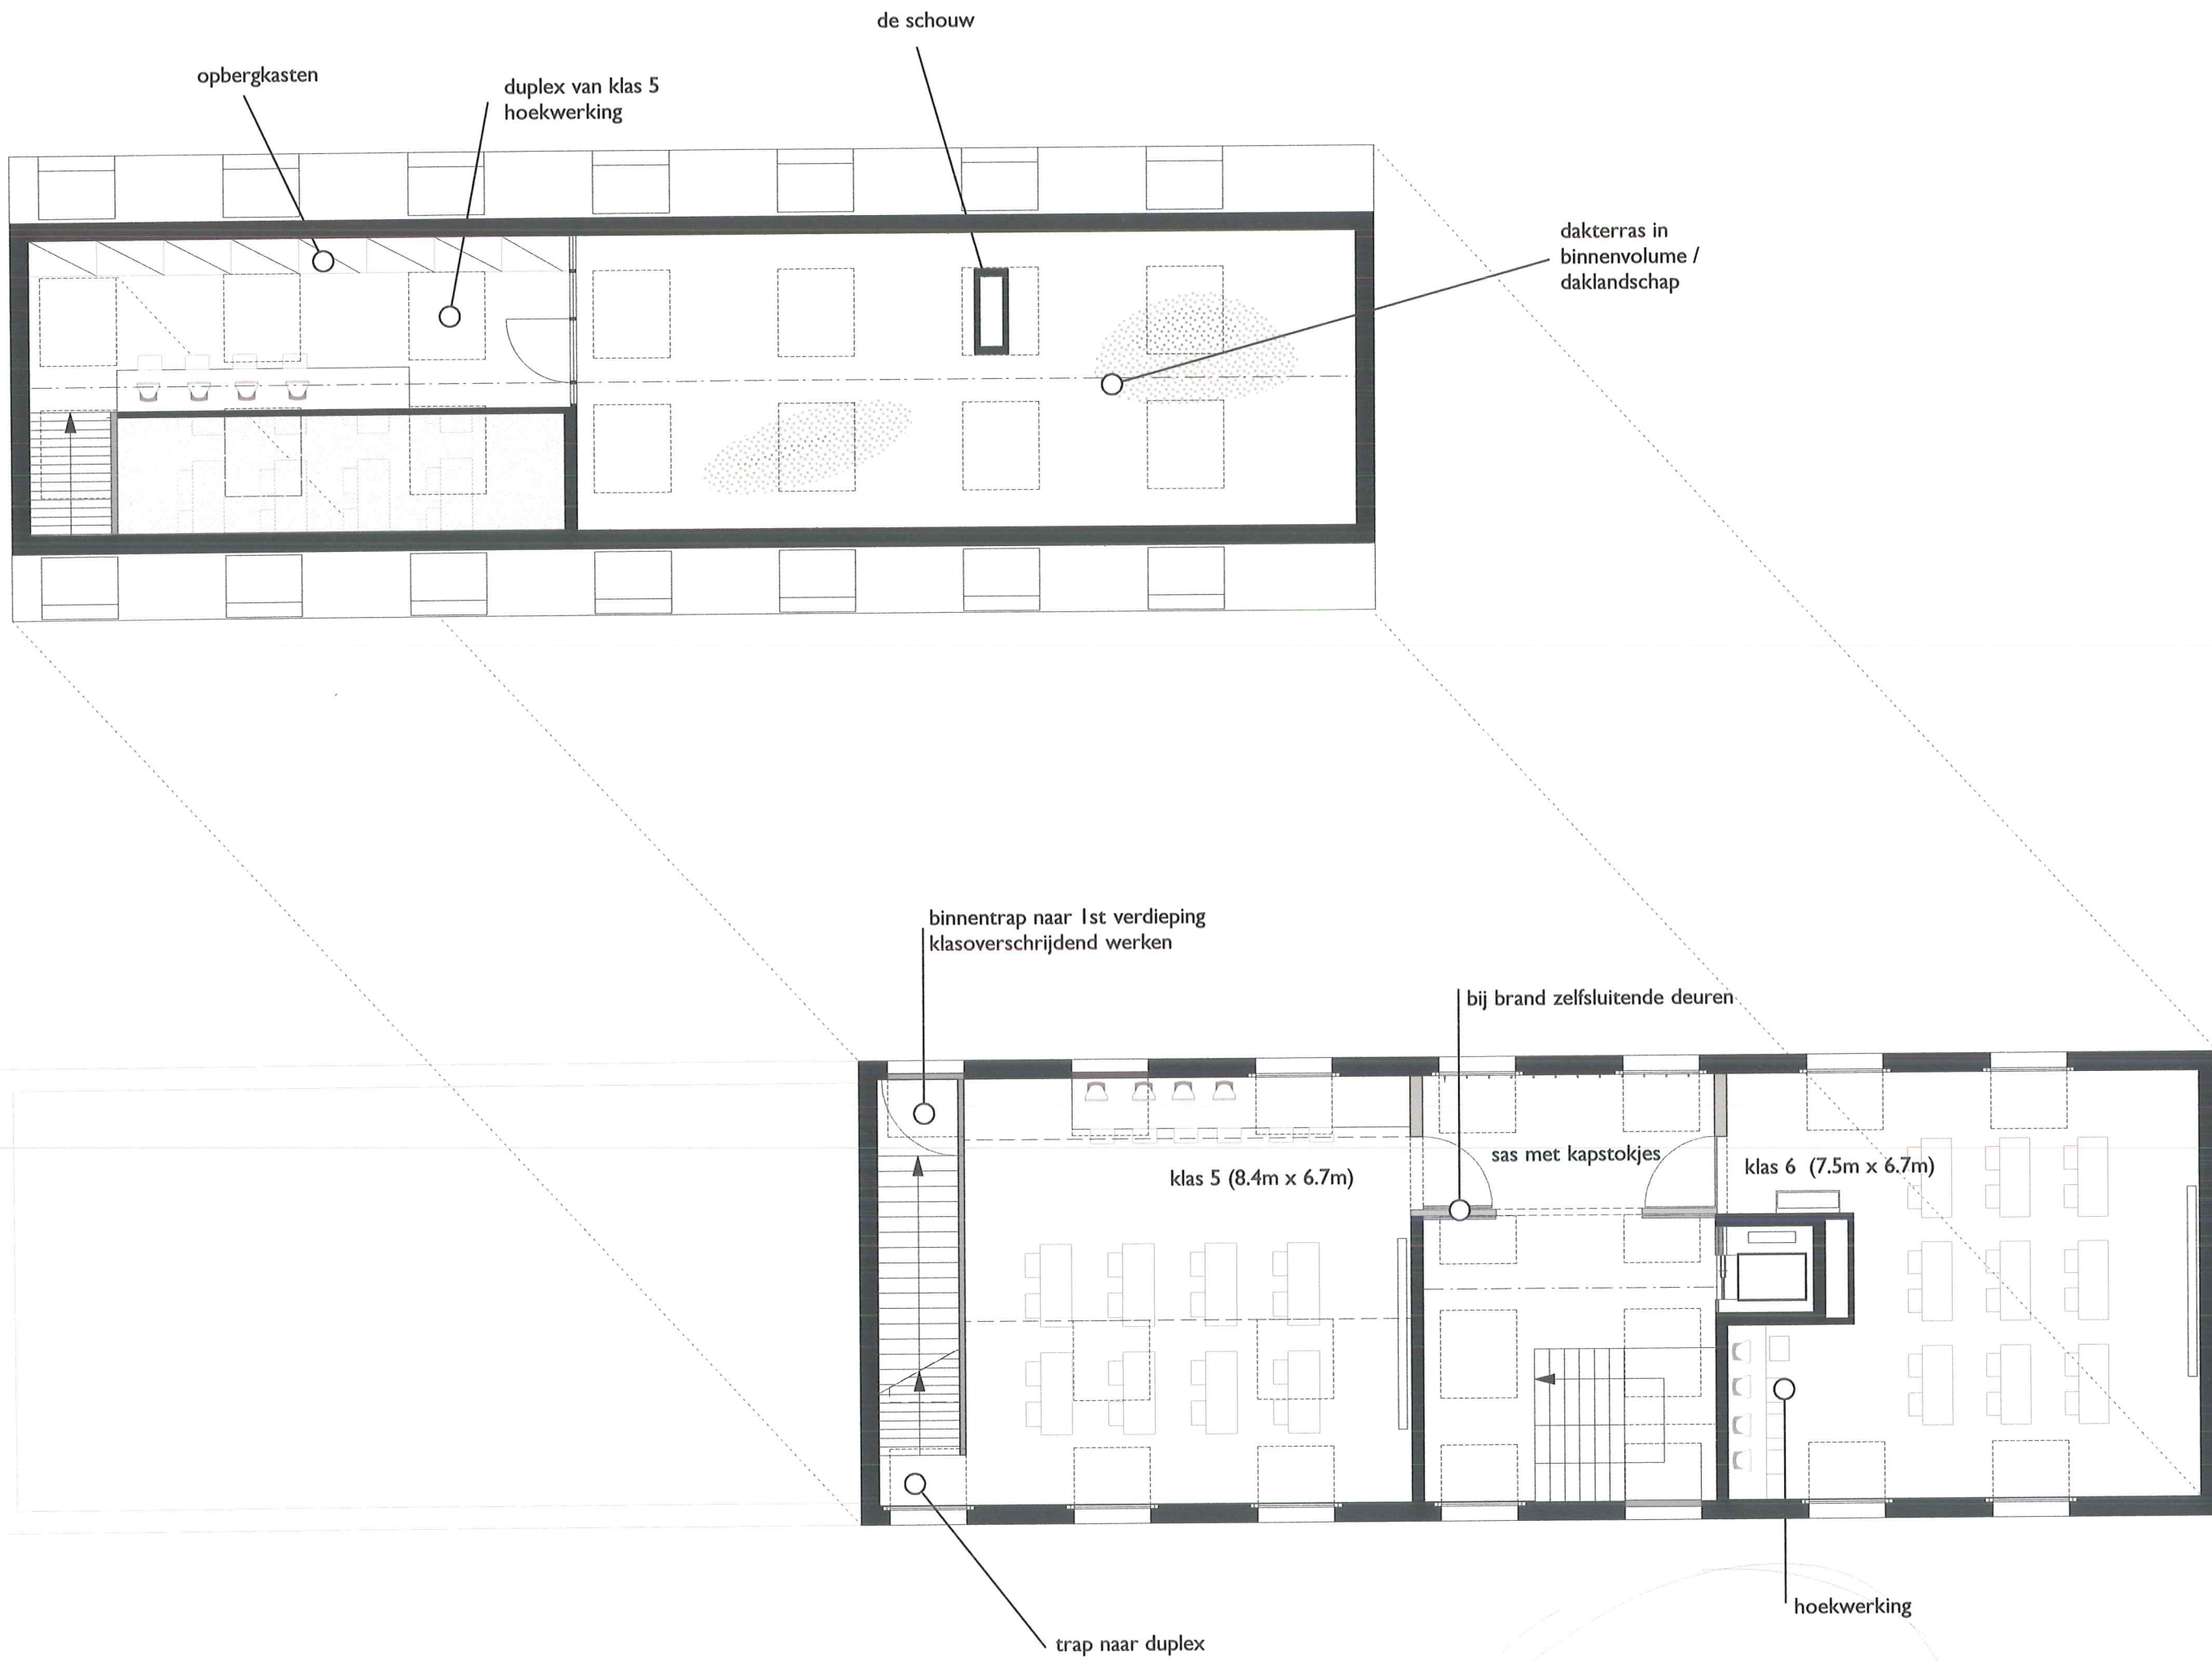 de schouw
opbergkasten
duplex van klas 5
hoekwerking
dakterras in
binnenvolume /
daklandschap
binnentrap naar 1st verdieping
klasoverschrijdend werken
bij brand zelfsluitende deuren
sas met kapstokjes
klas 5 (8.4m x 6.7m)
klas 6 (7.5m x 6.7m)
hoekwerking
trap naar duplex